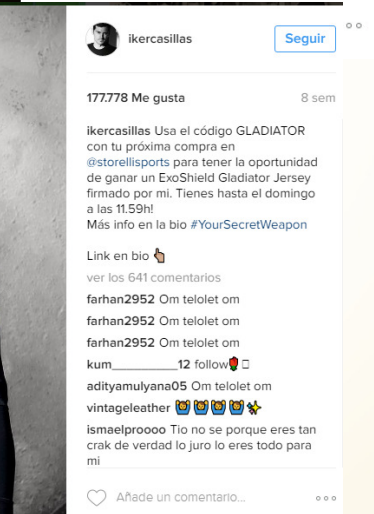 ikercasillas
Seguir
177.778 Me gusta
8 sem
ikercasillas Usa el código GLADIATOR
con tu próxima compra en
@storellisports para tener la oportunidad
de ganar un ExoShield Gladiator Jersey
firmado por mi. Tienes hasta el domingo
a las 11.59h!
Más info en la bio #YourSecretWeapon
Link en bio 👆🏽
ver los 641 comentarios
farhan2952 Om telolet om
farhan2952 Om telolet om
farhan2952 Om telolet om
kum_________12 follow🌹
adityamulyana05 Om telolet om
vintageleather 🙆🙆🙆🙆✨
ismaelproooo Tio no se porque eres tan
crak de verdad lo juro lo eres todo para
mi
Añade un comentario...